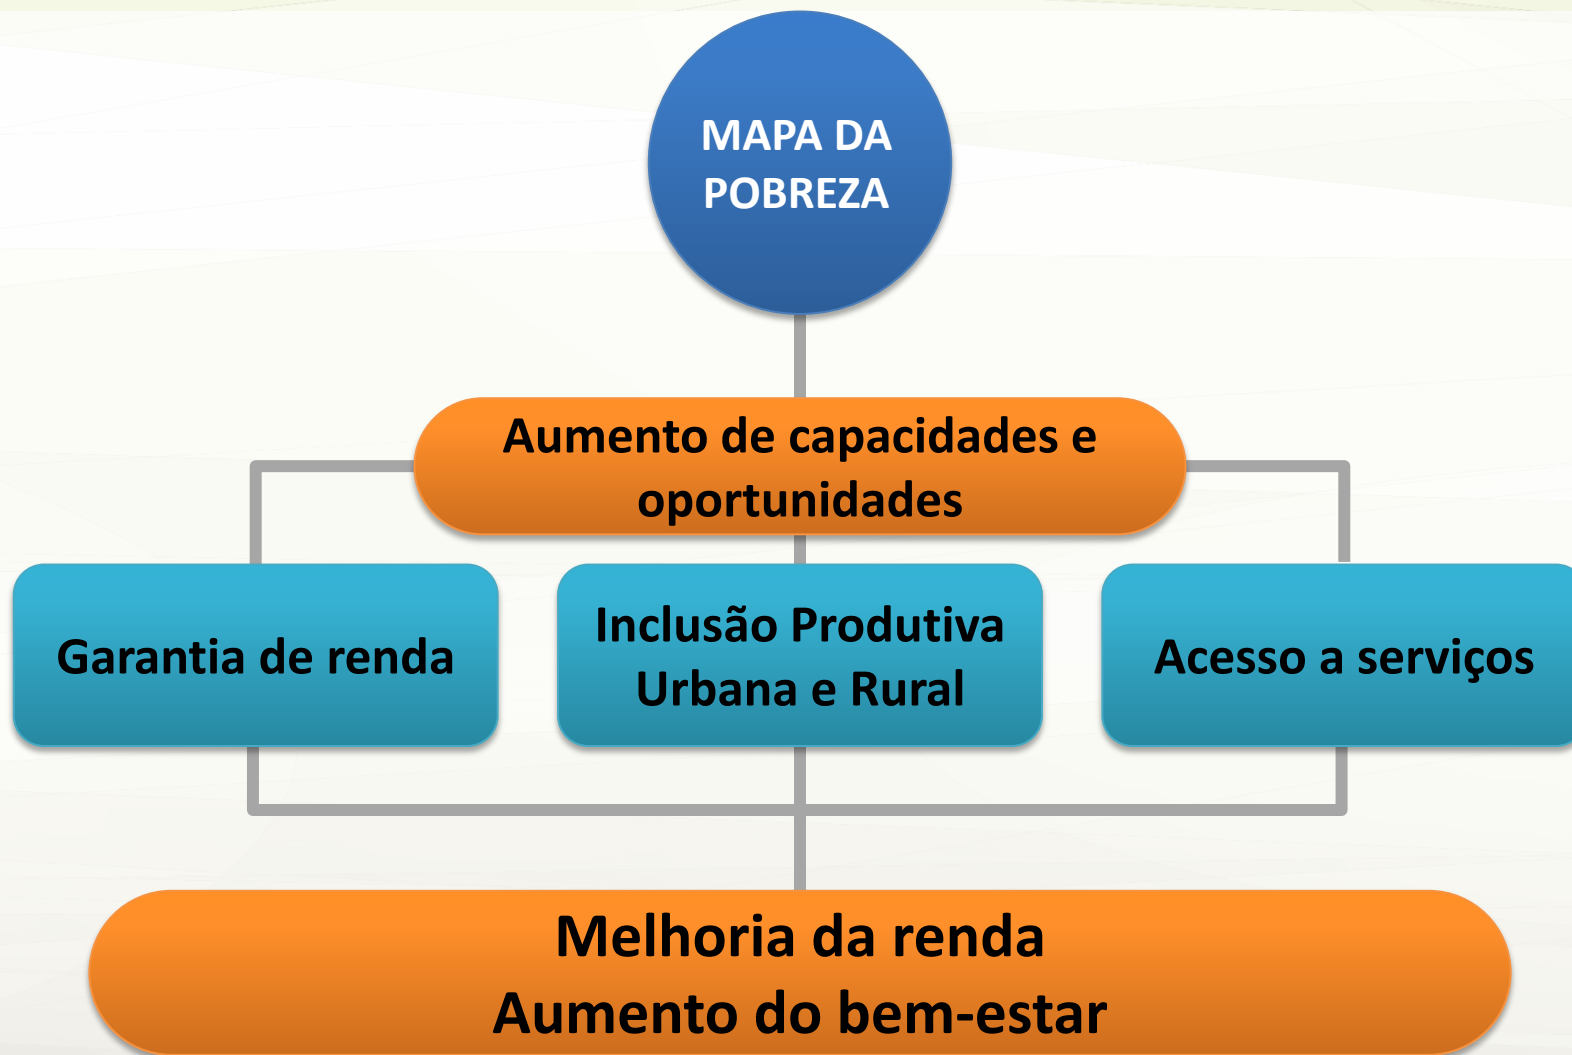 MAPA DA
POBREZA
Aumento de capacidades e
oportunidades
Garantia de renda
Inclusão Produtiva
Urbana e Rural
Acesso a serviços
Melhoria da renda
Aumento do bem-estar